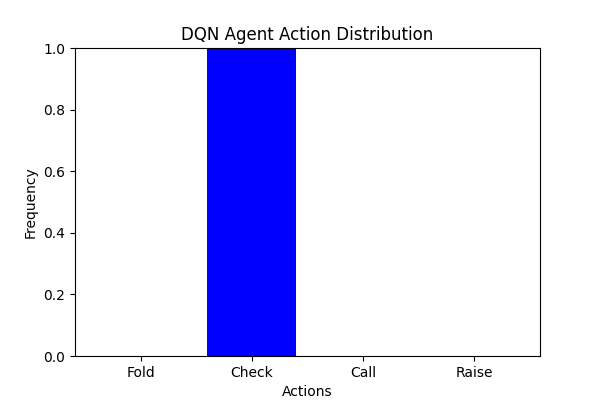 DQN Agent Action Distribution
1.0
0.8
0.6
0.4
0.2
0.0
Frequency
Fold Check Call Raise
Actions